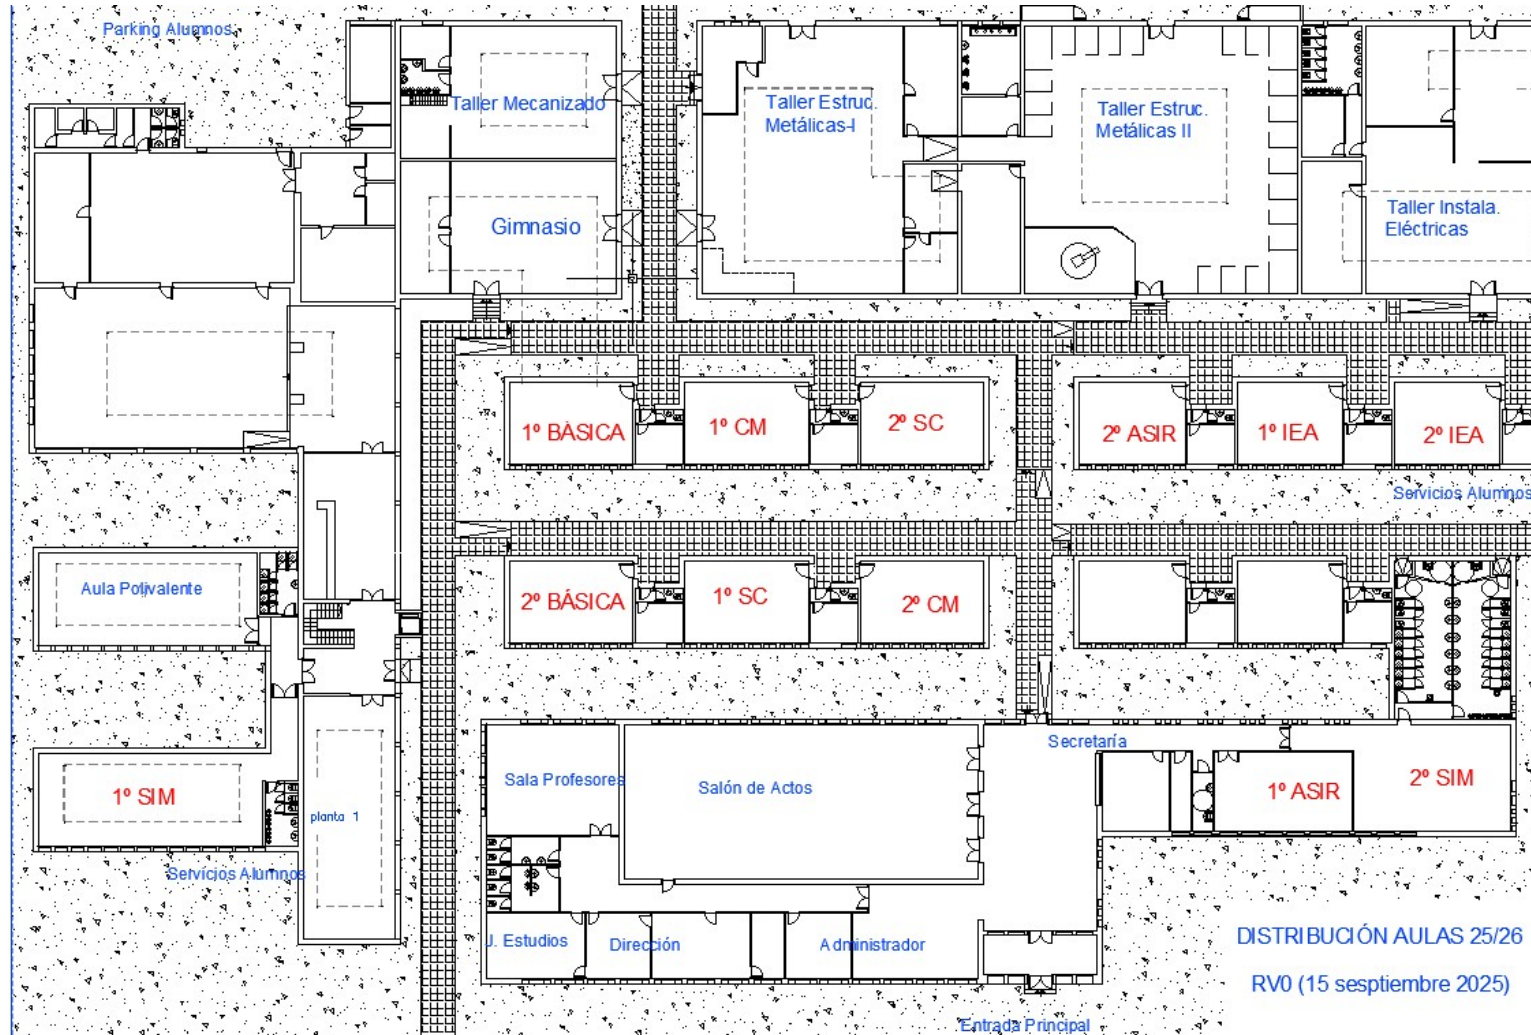 Parking Alumnos
Taller Mecanizado
Taller Estruc.
Metálicas-I
Taller Estruc.
Metálicas II
Taller Instala.
Eléctricas
Gimnasio
1º BÁSICA
1º CM
2º SC
2º ASIR
1º IEA
2º IEA
Servicios Alumnos
Aula Polivalente
2º BÁSICA
1º SC
2º CM
Secretaría
Sala Profesores
Salón de Actos
1º SIM
1º ASIR
2º SIM
planta 1
Servicios Alumnos
J. Estudios
Dirección
Administrador
DISTRIBUCIÓN AULAS 25/26
RV0 (15 sesptiembre 2025)
Entrada Principal